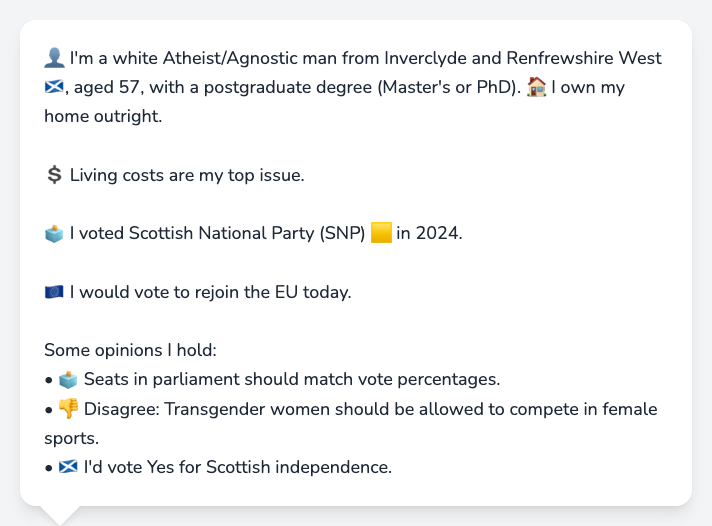 👤 I'm a white Atheist/Agnostic man from Inverclyde and Renfrewshire West
🏴󠁧󠁢󠁳󠁣󠁴󠁿, aged 57, with a postgraduate degree (Master's or PhD). 🏠 I own my
home outright.
💲 Living costs are my top issue.
🗳️ I voted Scottish National Party (SNP) 🟨 in 2024.
🇪🇺 I would vote to rejoin the EU today.
Some opinions I hold:
• 🗳️ Seats in parliament should match vote percentages.
• 👎 Disagree: Transgender women should be allowed to compete in female
sports.
• 🏴󠁧󠁢󠁳󠁣󠁴󠁿 I'd vote Yes for Scottish independence.